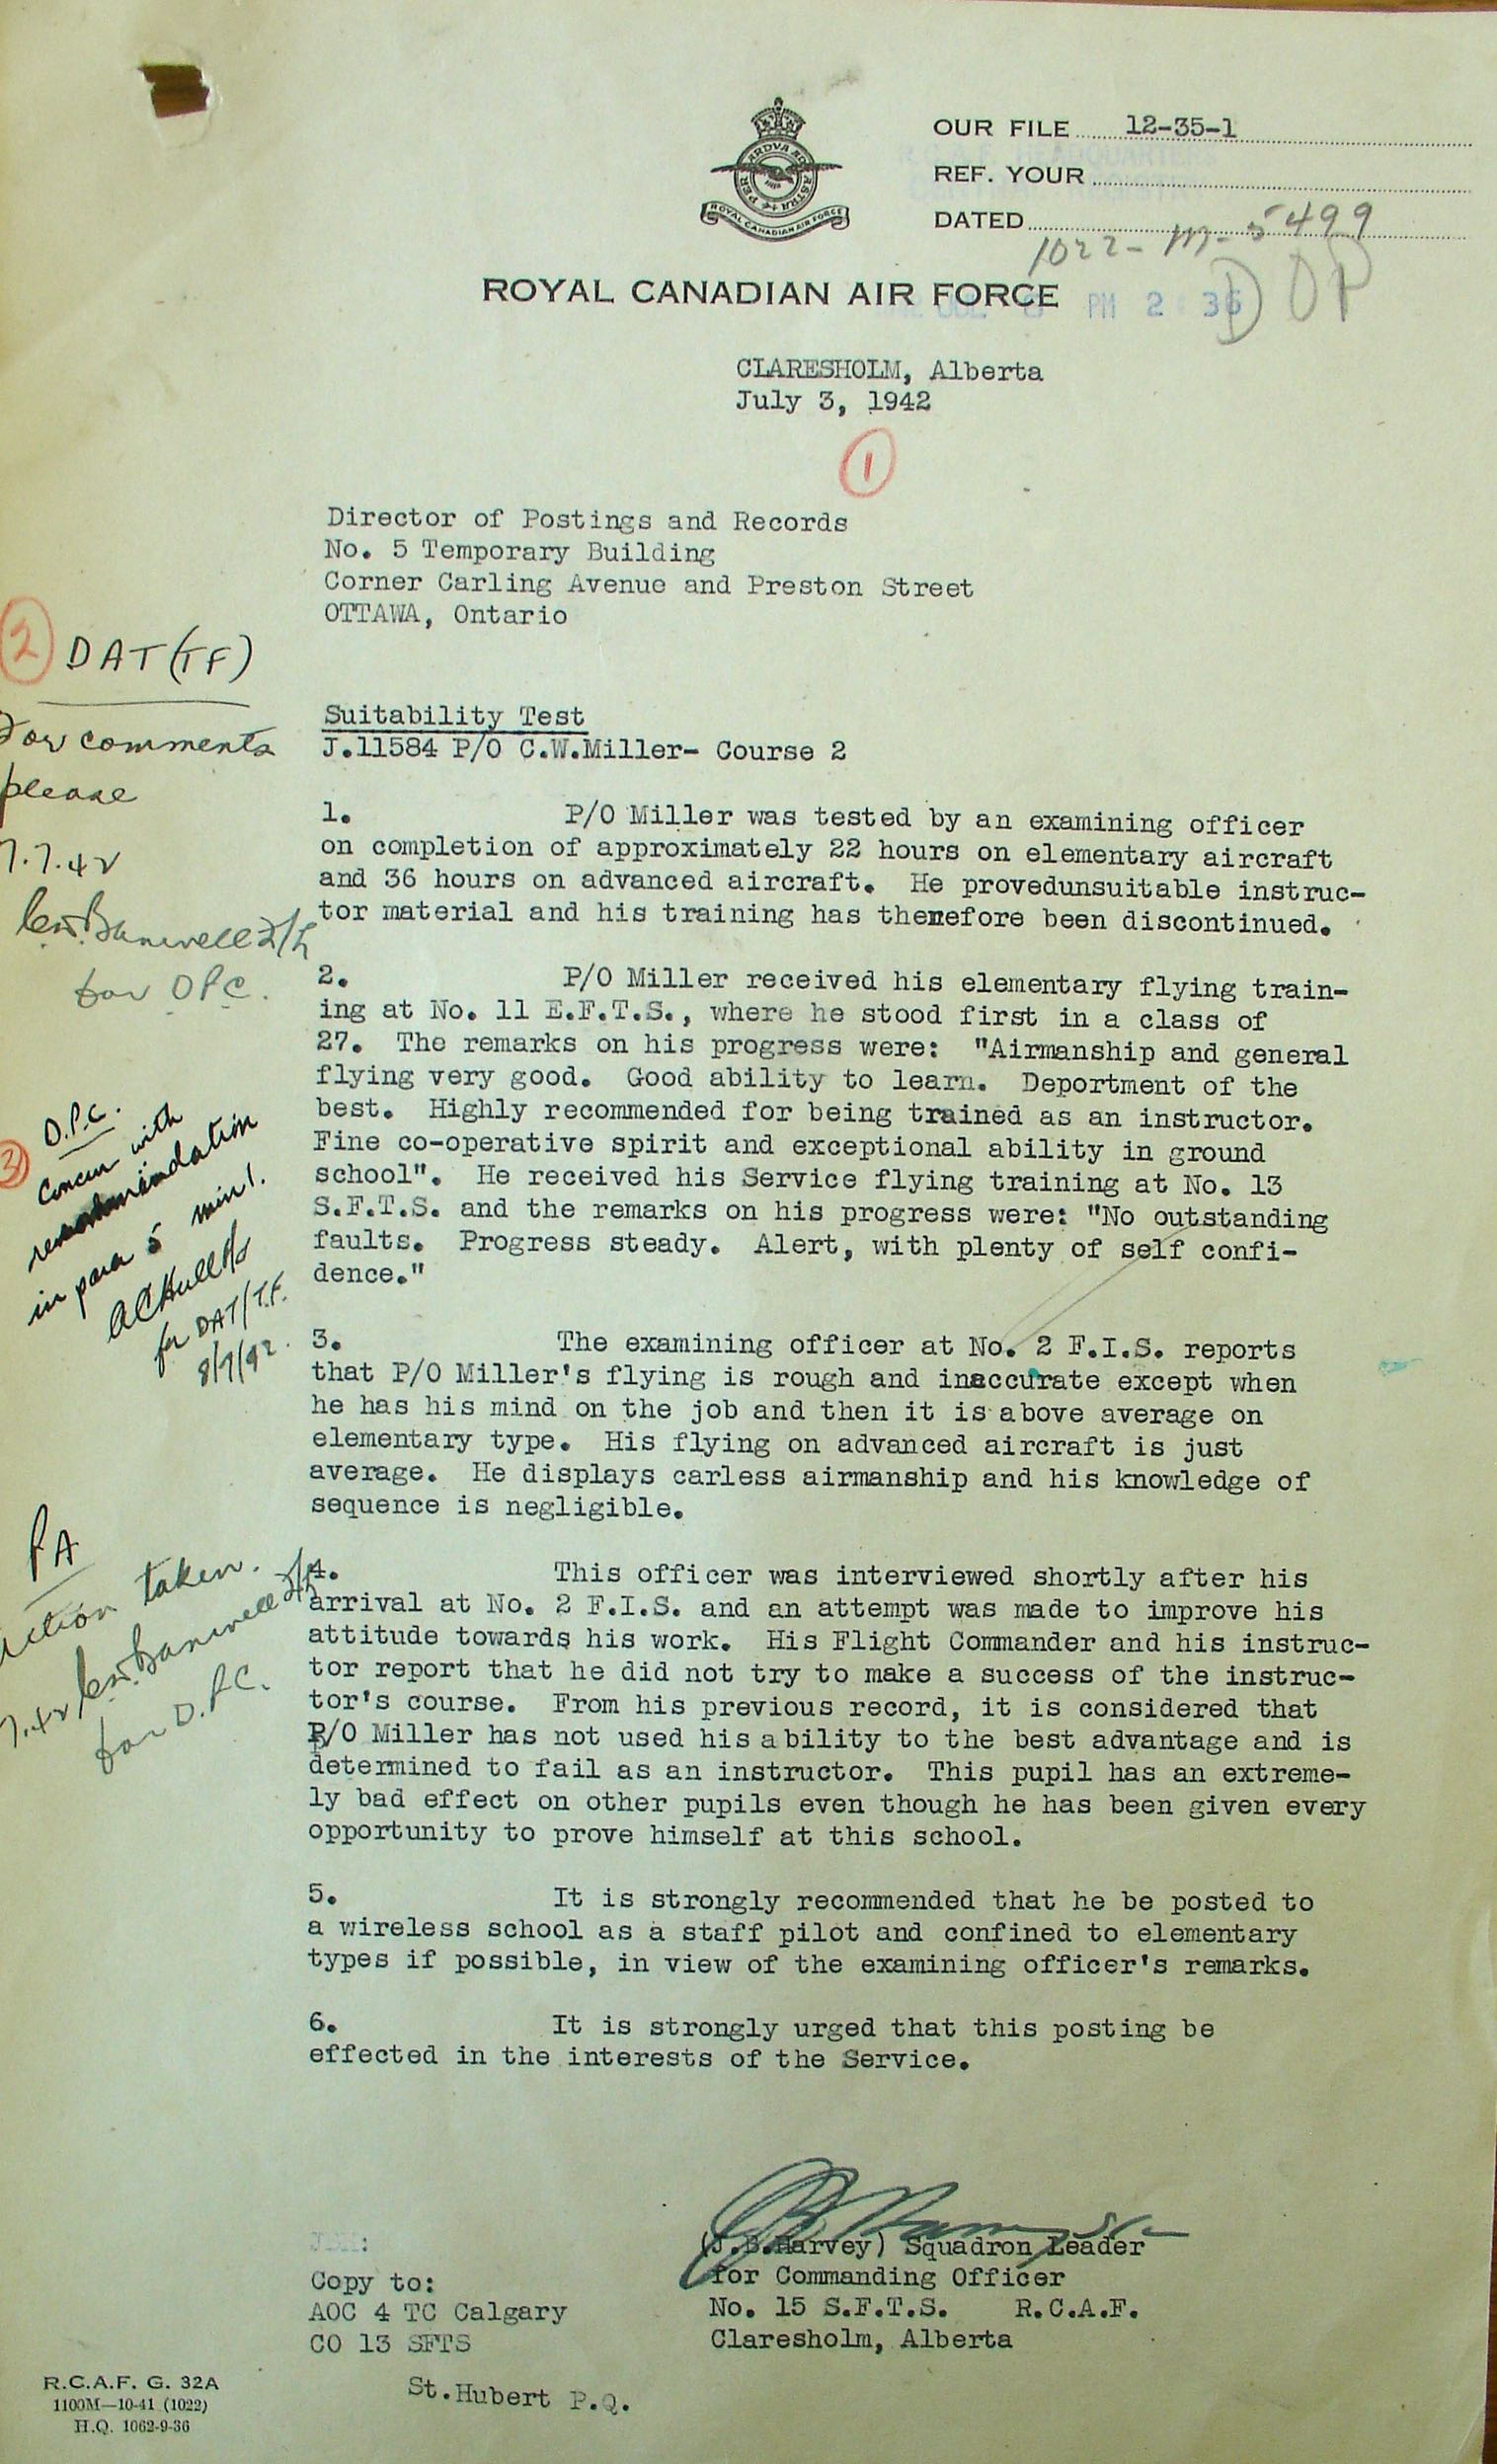 OUR FILE 12-35-1
REF. YOUR
DATED
1022-M-5499
DOP
PER ARDVA AD ASTRA
ROYAL CANADIAN AIR FORCE
ROYAL CANADIAN AIR FORCE
PM 2 36
CLARESHOLM, Alberta
July 3, 1942
1
Director of Postings and Records
No. 5 Temporary Building
Corner Carling Avenue and Preston Street
OTTAWA, Ontario
2 DAT(TF)
For comments
please
7.7.42
for OPC.
Suitability Test
J.11584 P/O C.W.Miller- Course 2
1. P/O Miller was tested by an examining officer
on completion of approximately 22 hours on elementary aircraft
and 36 hours on advanced aircraft. He provedunsuitable instruc-
tor material and his training has therefore been discontinued.
2. P/O Miller received his elementary flying train-
ing at No. 11 E.F.T.S., where he stood first in a class of
27. The remarks on his progress were: "Airmanship and general
flying very good. Good ability to learn. Deportment of the
best. Highly recommended for being trained as an instructor.
Fine co-operative spirit and exceptional ability in ground
school". He received his Service flying training at No. 13
S.F.T.S. and the remarks on his progress were: "No outstanding
faults. Progress steady. Alert, with plenty of self confi-
dence."
3 O.P.C.
Concur with
recommendation
in para 5 min 1.
for DAT/T.F.
8/7/42.
3. The examining officer at No. 2 F.I.S. reports
that P/O Miller's flying is rough and inaccurate except when
he has his mind on the job and then it is above average on
elementary type. His flying on advanced aircraft is just
average. He displays carless airmanship and his knowledge of
sequence is negligible.
PA
Action taken.
for O.P.C.
4. This officer was interviewed shortly after his
arrival at No. 2 F.I.S. and an attempt was made to improve his
attitude towards his work. His Flight Commander and his instruc-
tor report that he did not try to make a success of the instruc-
tor's course. From his previous record, it is considered that
P/O Miller has not used his ability to the best advantage and is
determined to fail as an instructor. This pupil has an extreme-
ly bad effect on other pupils even though he has been given every
opportunity to prove himself at this school.
5. It is strongly recommended that he be posted to
a wireless school as a staff pilot and confined to elementary
types if possible, in view of the examining officer's remarks.
6. It is strongly urged that this posting be
effected in the interests of the Service.
(J.B.Harvey) Squadron Leader
for Commanding Officer
No. 15 S.F.T.S. R.C.A.F.
Claresholm, Alberta
Copy to:
AOC 4 TC Calgary
CO 13 SFTS
St.Hubert P.Q.
R.C.A.F. G. 32A
1100M—10-41 (1022)
H.Q. 1062-9-36